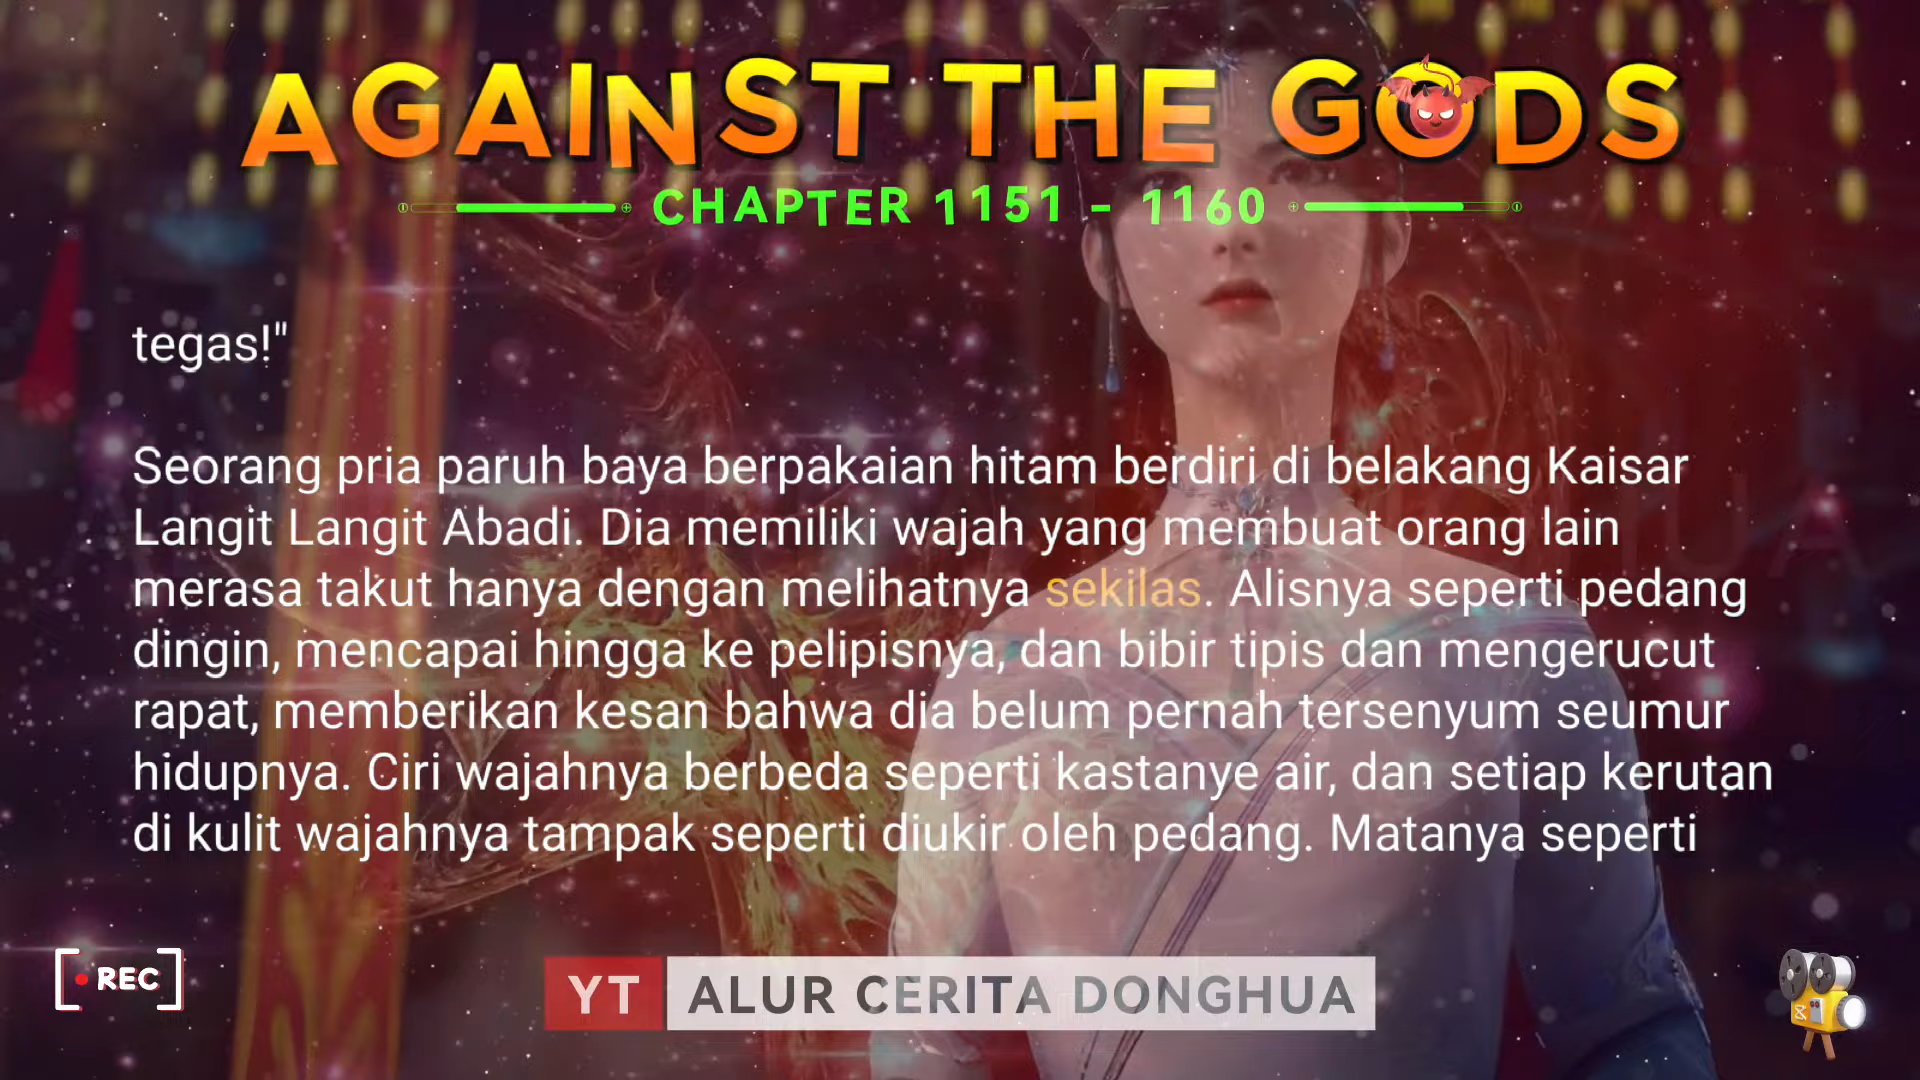 AGAINST THE GODS
CHAPTER 1151 - 1160
tegas!"
Seorang pria paruh baya berpakaian hitam berdiri di belakang Kaisar
Langit Langit Abadi. Dia memiliki wajah yang membuat orang lain
merasa takut hanya dengan melihatnya sekilas. Alisnya seperti pedang
dingin, mencapai hingga ke pelipisnya, dan bibir tipis dan mengerucut
rapat, memberikan kesan bahwa dia belum pernah tersenyum seumur
hidupnya. Ciri wajahnya berbeda seperti kastanye air, dan setiap kerutan
di kulit wajahnya tampak seperti diukir oleh pedang. Matanya seperti
REC
YT ALUR CERITA DONGHUA